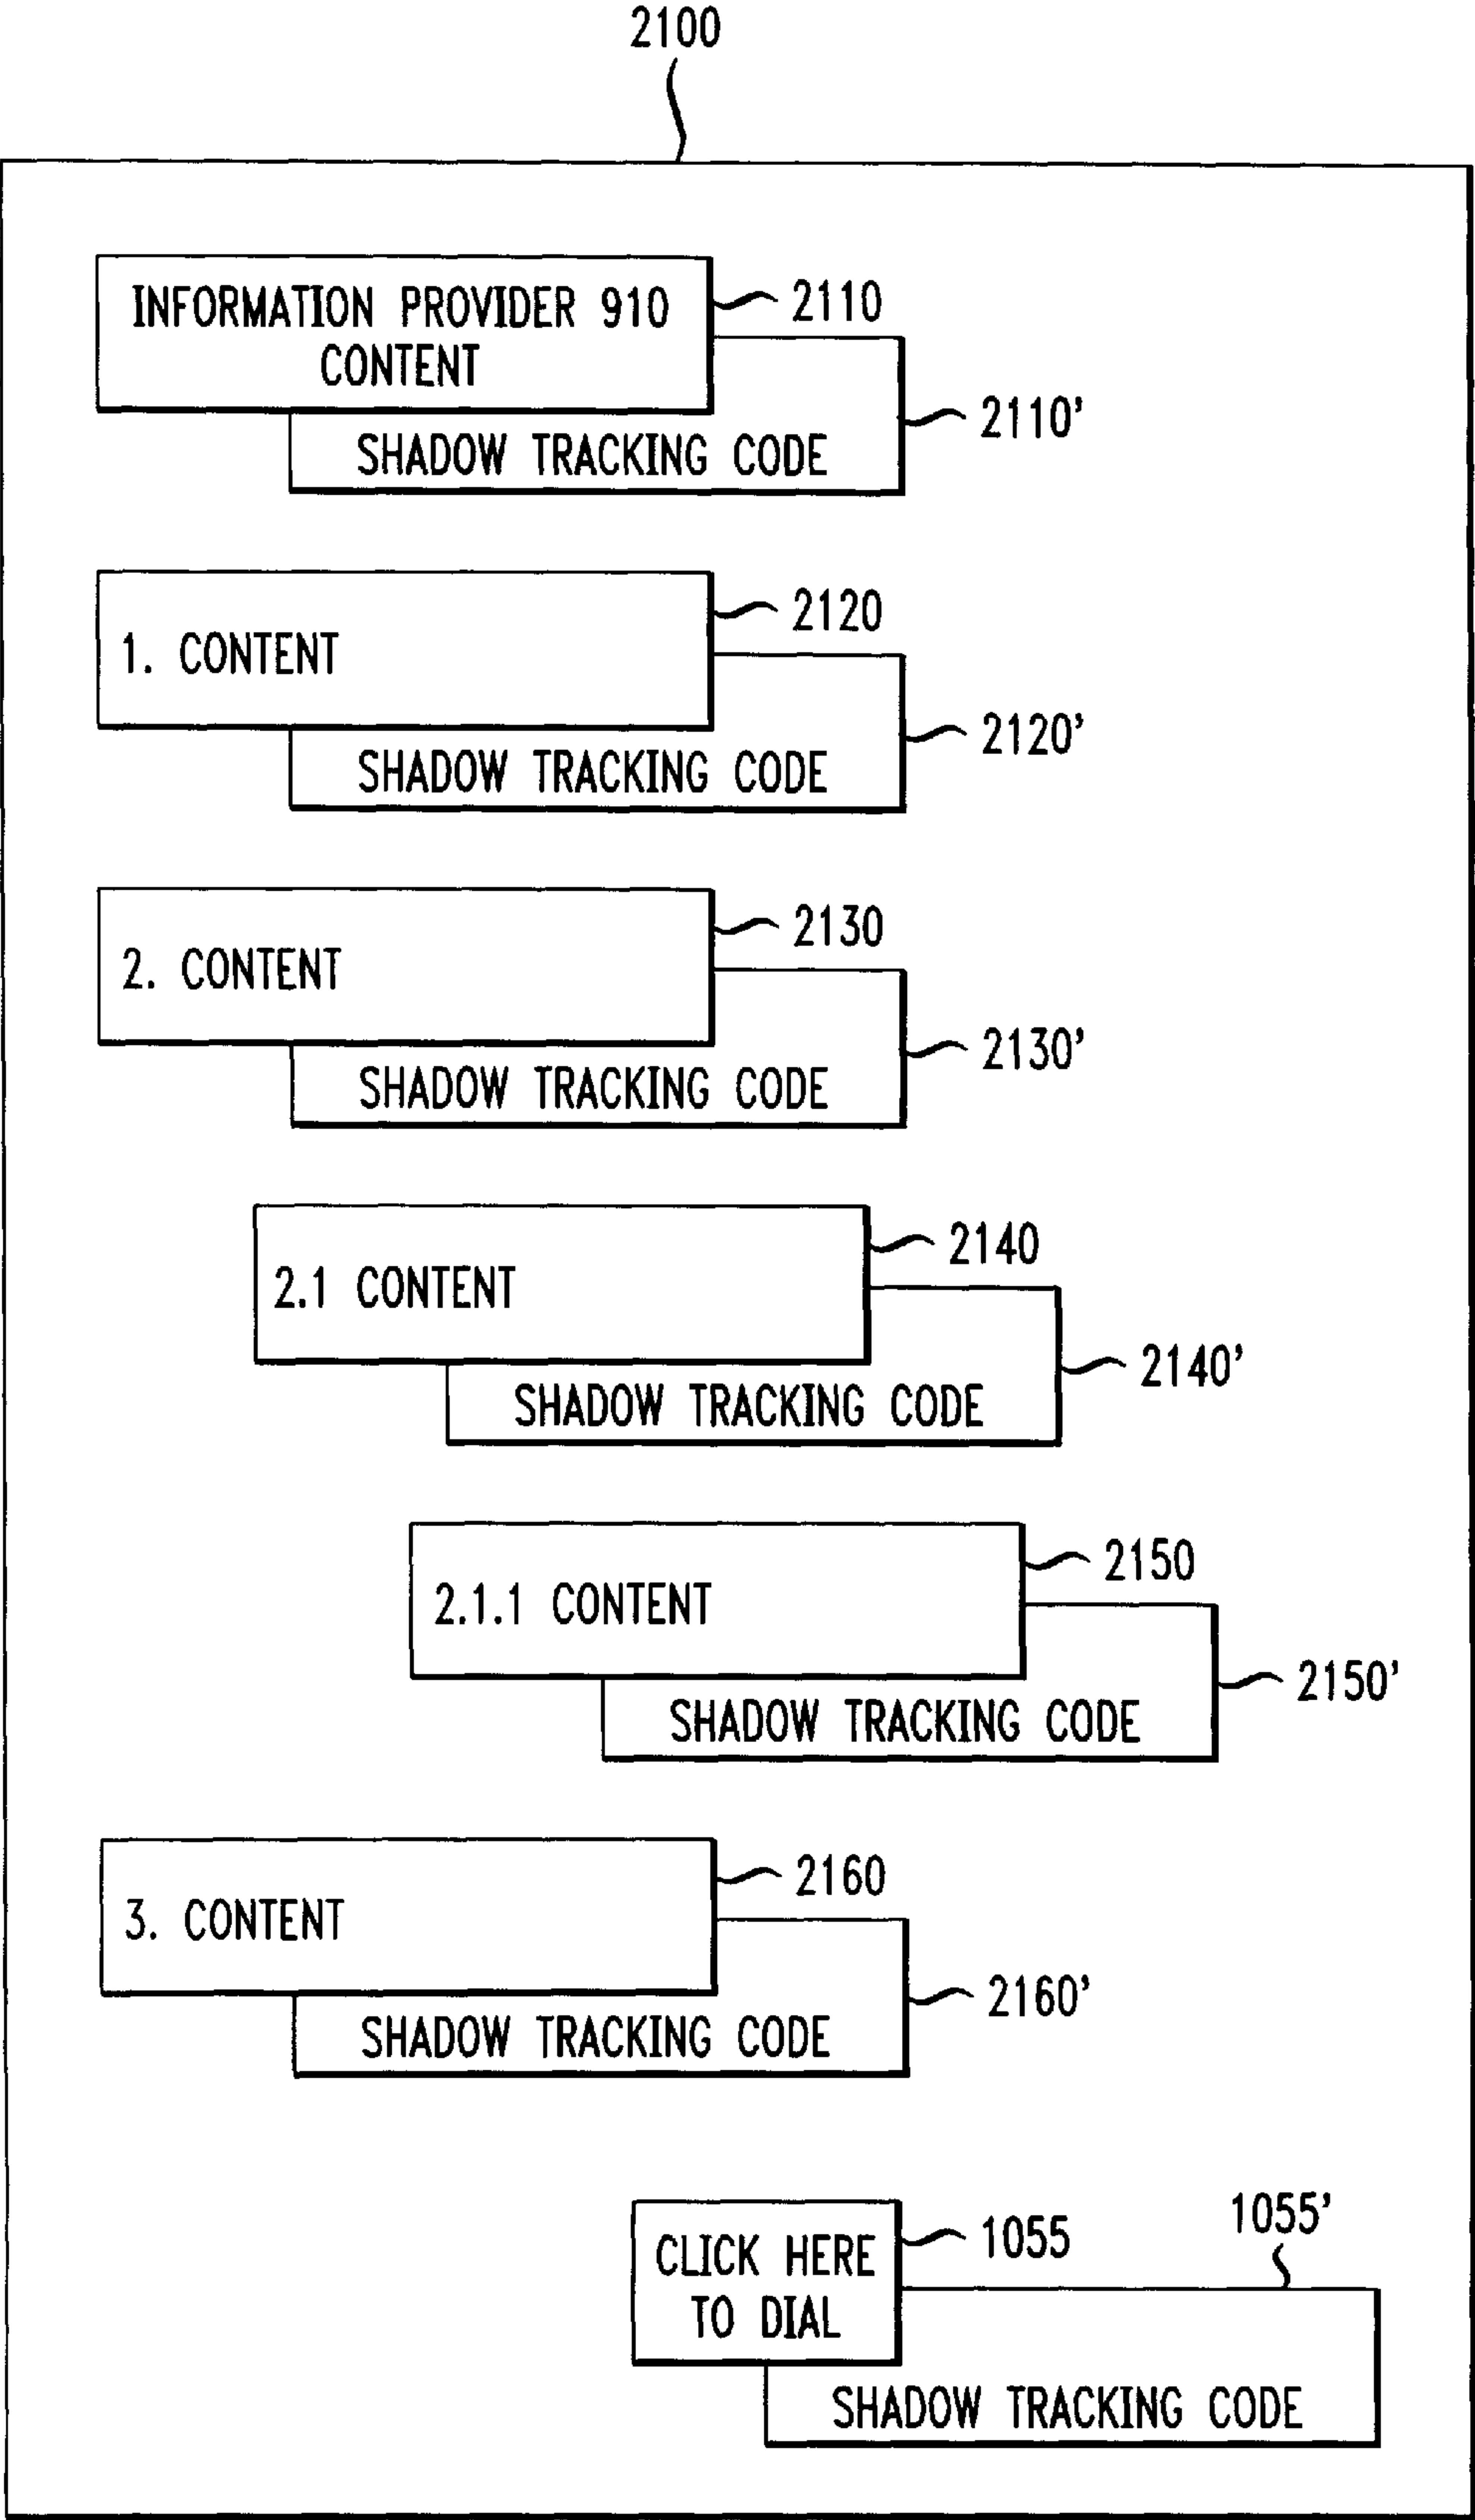 2100
INFORMATION PROVIDER 910
CONTENT
2110
SHADOW TRACKING CODE
2110'
1. CONTENT
2120
SHADOW TRACKING CODE
2120'
2. CONTENT
2130
SHADOW TRACKING CODE
2130'
2.1 CONTENT
2140
SHADOW TRACKING CODE
2140'
2.1.1 CONTENT
2150
SHADOW TRACKING CODE
2150'
3. CONTENT
2160
SHADOW TRACKING CODE
2160'
CLICK HERE
TO DIAL
1055
1055'
SHADOW TRACKING CODE